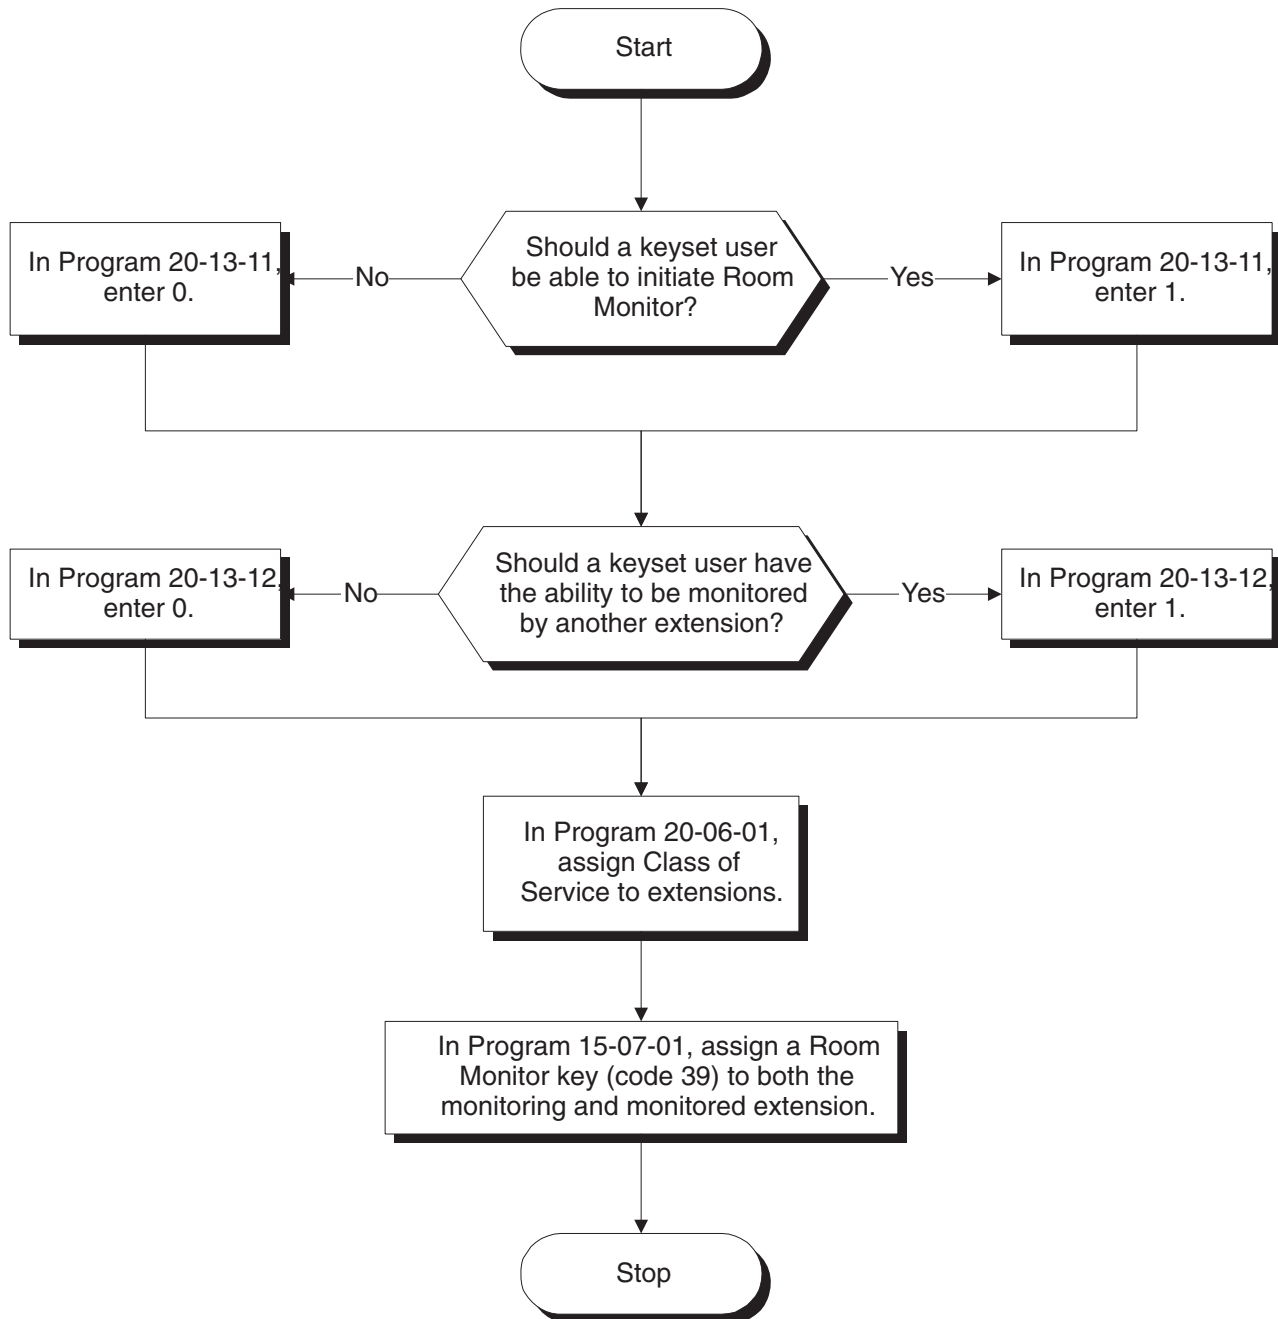 Start
Should a keyset user
be able to initiate Room
Monitor?
No
Yes
In Program 20-13-11,
enter 0.
In Program 20-13-11,
enter 1.
Should a keyset user have
the ability to be monitored
by another extension?
No
Yes
In Program 20-13-12,
enter 0.
In Program 20-13-12,
enter 1.
In Program 20-06-01,
assign Class of
Service to extensions.
In Program 15-07-01, assign a Room
Monitor key (code 39) to both the
monitoring and monitored extension.
Stop